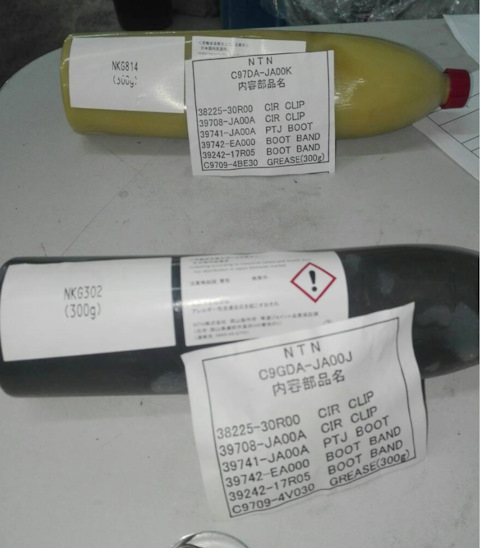 NKG814
(300g)
NTN
C97DA-JA00K
内容部品名
38225-30R00 CIR CLIP
39708-JA00A CIR CLIP
39741-JA00A PTJ BOOT
39742-EA000 BOOT BAND
39242-17R05 BOOT BAND
C9709-4BE30 GREASE(300g)
NKG302
(300g)
NTN
C9GDA-JA00J
内容部品名
38225-30R00 CIR CLIP
39708-JA00A CIR CLIP
39741-JA00A PTJ BOOT
39742-EA000 BOOT BAND
39242-17R05 BOOT BAND
C9709-4V030 GREASE(300g)